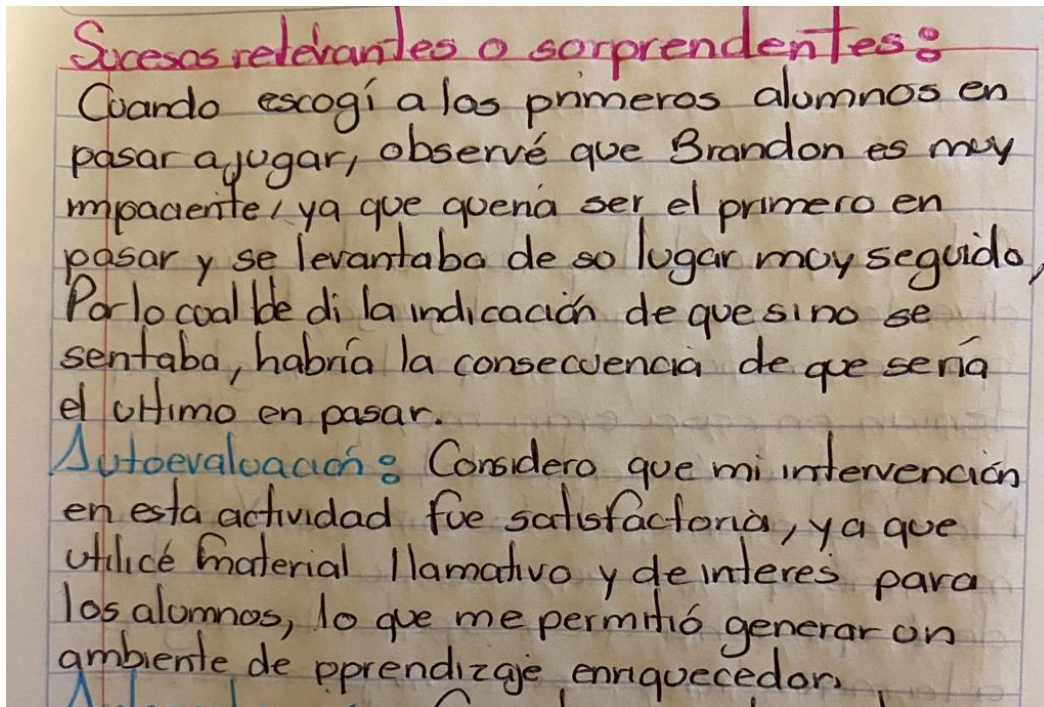 Sucesos relevantes o sorprendentes:
Cuando escogí a los primeros alumnos en
pasar a jugar, observé que Brandon es muy
impaciente, ya que quería ser el primero en
pasar y se levantaba de su lugar muy seguido,
Por lo cual le di la indicación de que si no se
sentaba, habría la consecuencia de que sería
el ultimo en pasar.
Autoevaluación: Considero que mi intervención
en esta actividad fue satisfactoria, ya que
utilicé material llamativo y de interes para
los alumnos, lo que me permitió generar un
ambiente de pprendizaje enriquecedor.